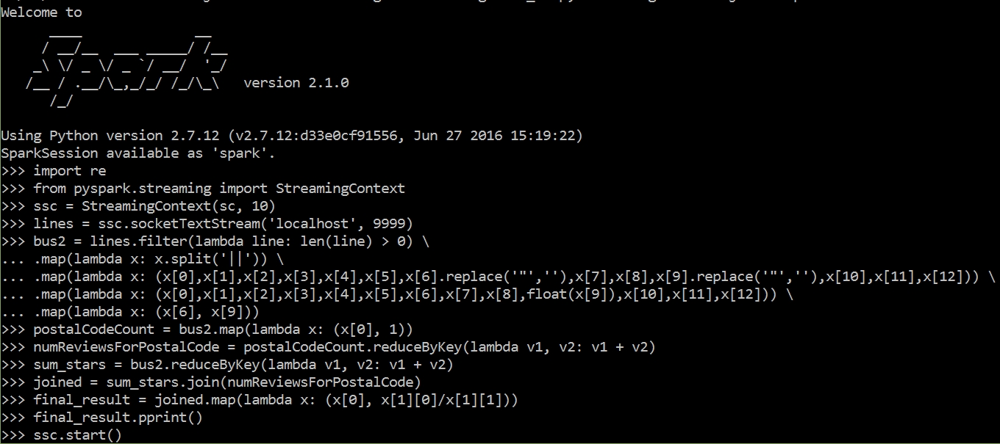 Welcome to
      ____              __
     / __/__  ___ _____/ /__
    _\ \/ _ \/ _ `/ __/  '_/
   /__ / .__/\_,_/_/ /_/\_\   version 2.1.0
      /_/
Using Python version 2.7.12 (v2.7.12:d33e0cf91556, Jun 27 2016 15:19:22)
SparkSession available as 'spark'.
>>> import re
>>> from pyspark.streaming import StreamingContext
>>> ssc = StreamingContext(sc, 10)
>>> lines = ssc.socketTextStream('localhost', 9999)
>>> bus2 = lines.filter(lambda line: len(line) > 0) \
... .map(lambda x: x.split('||')) \
... .map(lambda x: (x[0],x[1],x[2],x[3],x[4],x[5],x[6].replace('"',''),x[7],x[8],x[9].replace('"',''),x[10],x[11],x[12])) \
... .map(lambda x: (x[0],x[1],x[2],x[3],x[4],x[5],x[6],x[7],x[8],float(x[9]),x[10],x[11],x[12])) \
... .map(lambda x: (x[6], x[9]))
>>> postalCodeCount = bus2.map(lambda x: (x[0], 1))
>>> numReviewsForPostalCode = postalCodeCount.reduceByKey(lambda v1, v2: v1 + v2)
>>> sum_stars = bus2.reduceByKey(lambda v1, v2: v1 + v2)
>>> joined = sum_stars.join(numReviewsForPostalCode)
>>> final_result = joined.map(lambda x: (x[0], x[1][0]/x[1][1]))
>>> final_result.pprint()
>>> ssc.start()